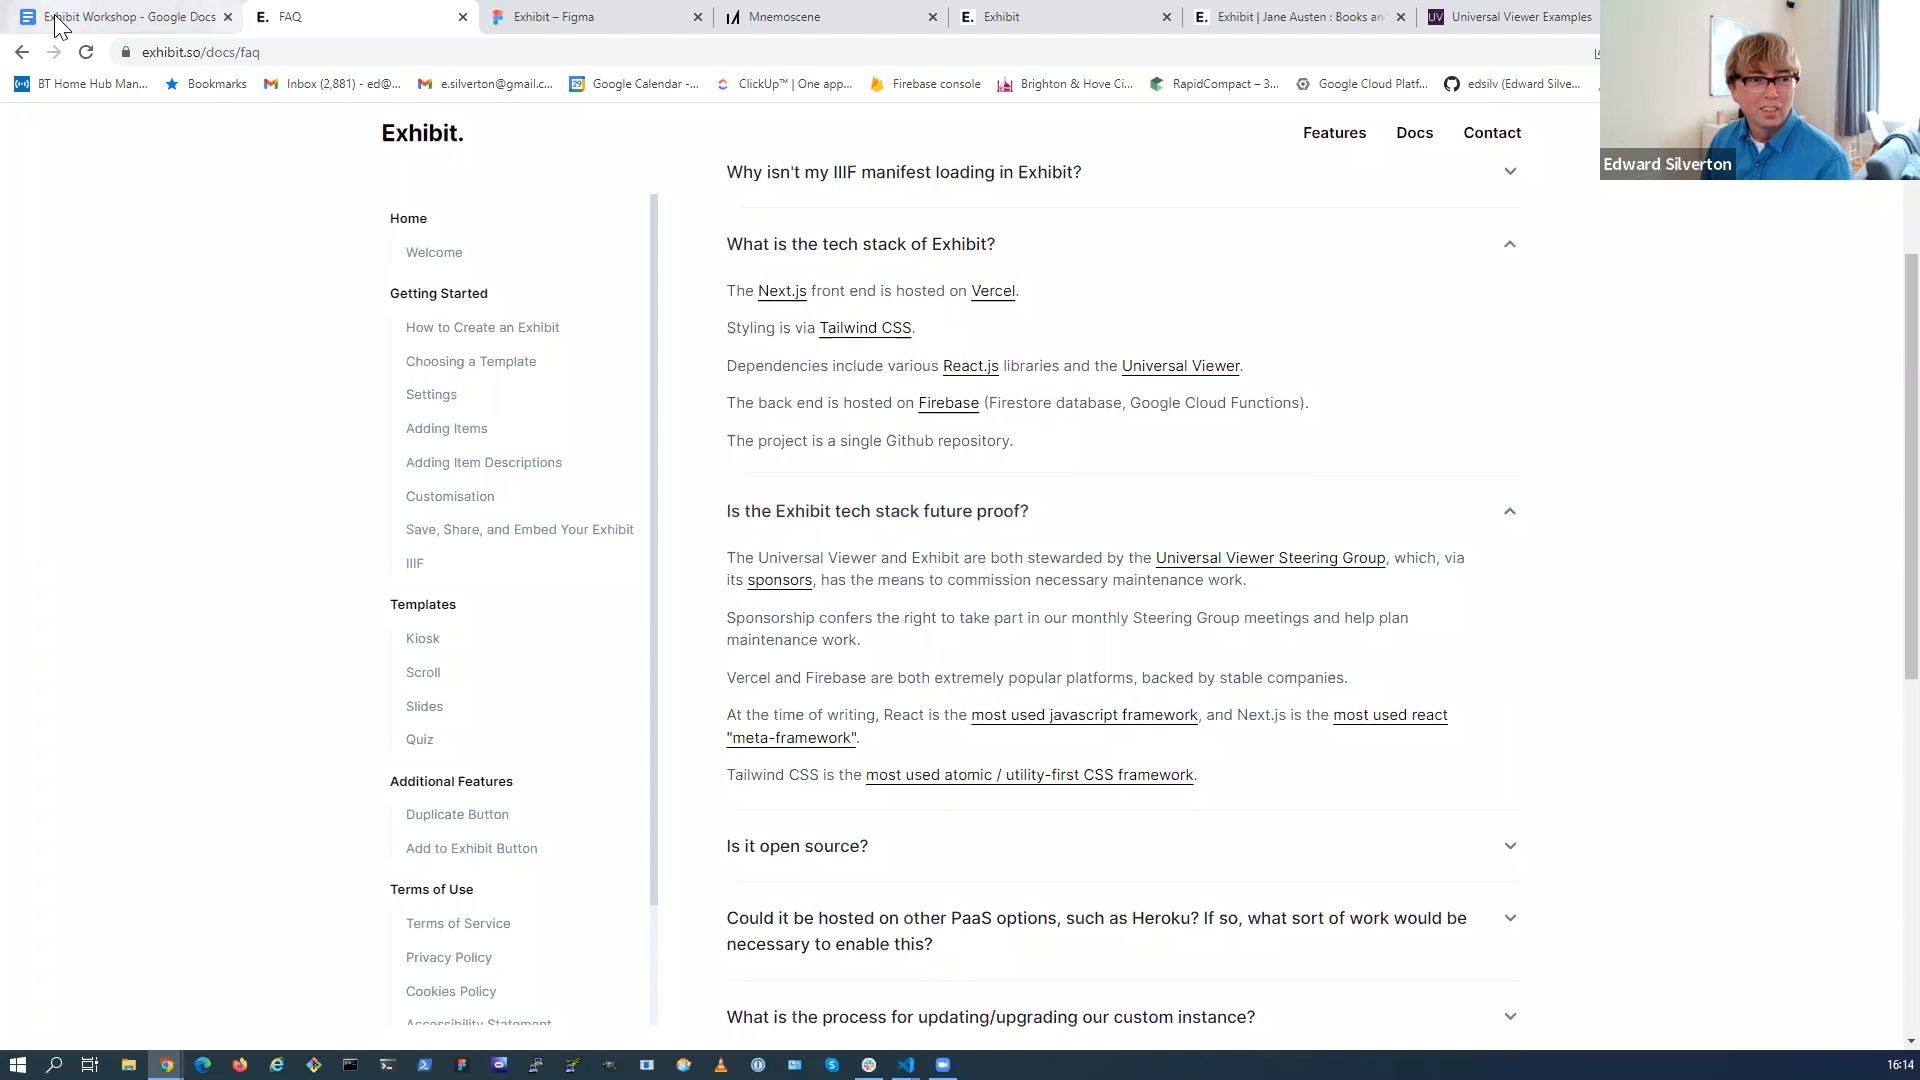 Exhibit Workshop - Google Docs
E. FAQ
Exhibit – Figma
Mnemoscene
E. Exhibit
E. Exhibit | Jane Austen : Books an
UV Universal Viewer Examples
exhibit.so/docs/faq
BT Home Hub Man...
Bookmarks
Inbox (2,881) - ed@...
e.silverton@gmail.c...
Google Calendar -...
ClickUp™ | One app...
Firebase console
Brighton & Hove Ci...
RapidCompact – 3...
Google Cloud Platf...
edsilv (Edward Silve...
Edward Silverton
Exhibit.
Features
Docs
Contact
Home
Welcome
Getting Started
How to Create an Exhibit
Choosing a Template
Settings
Adding Items
Adding Item Descriptions
Customisation
Save, Share, and Embed Your Exhibit
IIIF
Templates
Kiosk
Scroll
Slides
Quiz
Additional Features
Duplicate Button
Add to Exhibit Button
Terms of Use
Terms of Service
Privacy Policy
Cookies Policy
Accessibility Statement
Why isn't my IIIF manifest loading in Exhibit?
What is the tech stack of Exhibit?
The Next.js front end is hosted on Vercel.
Styling is via Tailwind CSS.
Dependencies include various React.js libraries and the Universal Viewer.
The back end is hosted on Firebase (Firestore database, Google Cloud Functions).
The project is a single Github repository.
Is the Exhibit tech stack future proof?
The Universal Viewer and Exhibit are both stewarded by the Universal Viewer Steering Group, which, via
its sponsors, has the means to commission necessary maintenance work.
Sponsorship confers the right to take part in our monthly Steering Group meetings and help plan
maintenance work.
Vercel and Firebase are both extremely popular platforms, backed by stable companies.
At the time of writing, React is the most used javascript framework, and Next.js is the most used react
"meta-framework".
Tailwind CSS is the most used atomic / utility-first CSS framework.
Is it open source?
Could it be hosted on other PaaS options, such as Heroku? If so, what sort of work would be
necessary to enable this?
What is the process for updating/upgrading our custom instance?
16:14